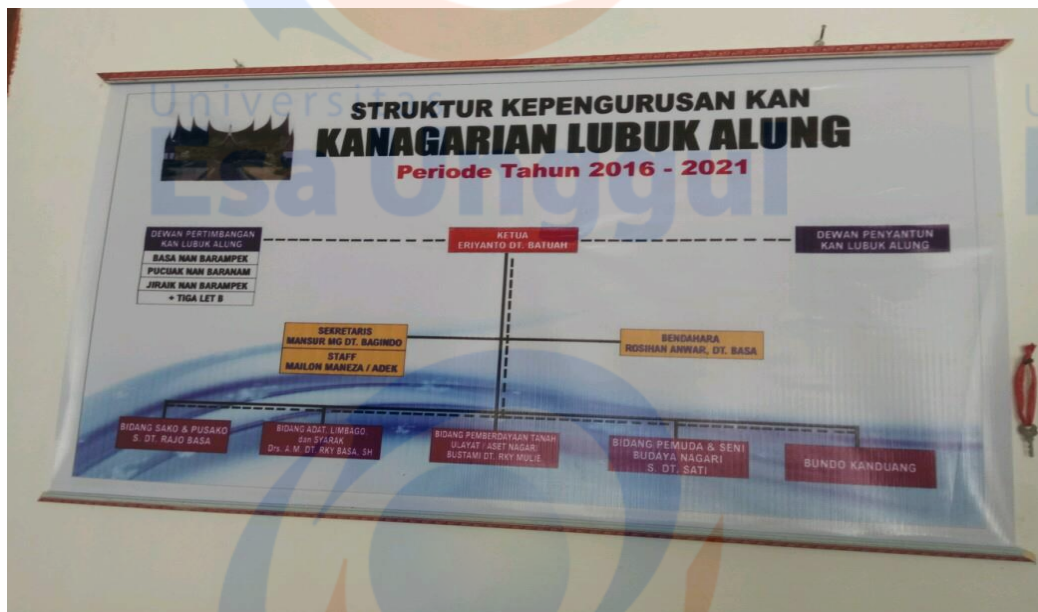 Universitas
Esa Unggul
STRUKTUR KEPENGURUSAN KAN
KANAGARIAN LUBUK ALUNG
Periode Tahun 2016 - 2021
DEWAN PERTIMBANGAN
KAN LUBUK ALUNG
BASA NAN BARAMPEK
PUCUAK NAN BARANAM
JIRAIK NAN BARAMPEK
+ TIGA LET B
KETUA
ERIYANTO DT. BATUAH
DEWAN PENYANTUN
KAN LUBUK ALUNG
SEKRETARIS
MANSUR MG DT. BAGINDO
STAFF
MAILON MANEZA / ADEK
BENDAHARA
ROSIHAN ANWAR, DT. BASA
BIDANG SAKO & PUSAKO
S. DT. RAJO BASA
BIDANG ADAT, LIMBAGO,
dan SYARAK
Drs. A. M. DT. RKY BASA, SH
BIDANG PEMBERDAYAAN TANAH
ULAYAT / ASET NAGARI
BUSTAMI DT. RKY MULIE
BIDANG PEMUDA & SENI
BUDAYA NAGARI
S. DT. SATI
BUNDO KANDUANG